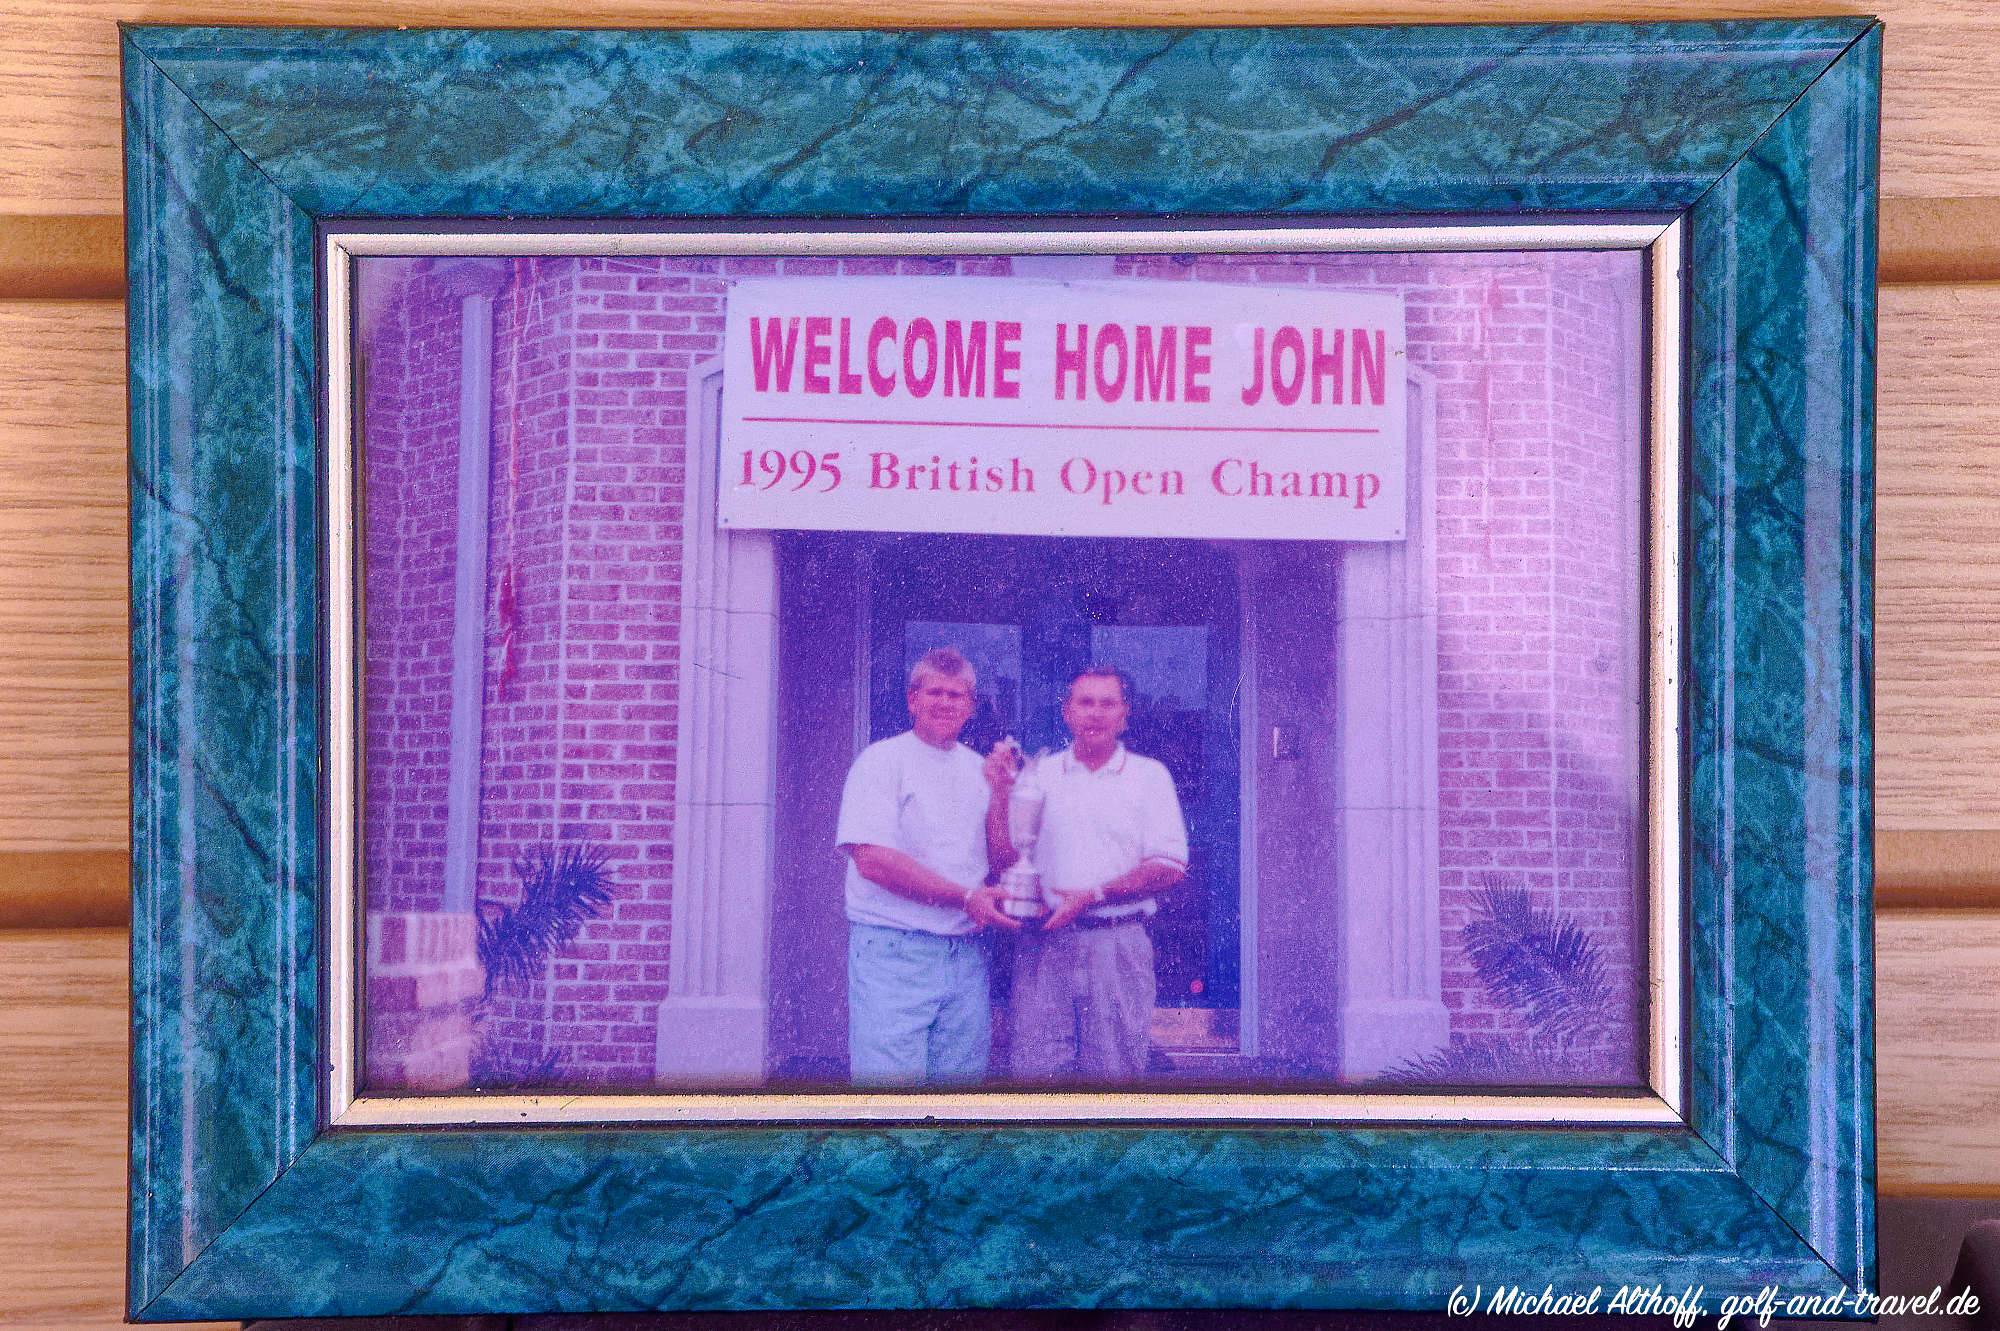 WELCOME HOME JOHN
1995 British Open Champ
(c) Michael Althoff, golf-and-travel.de